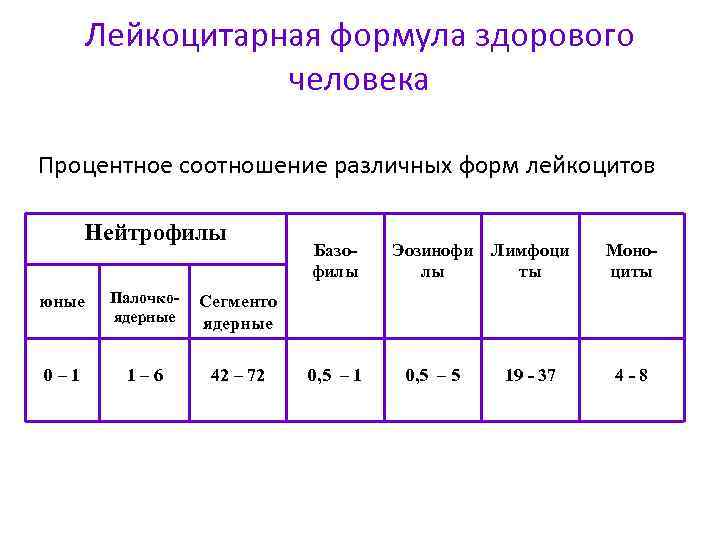 Лейкоцитарная формула здорового
человека
Процентное соотношение различных форм лейкоцитов
Нейтрофилы
Базо-
филы
Эозинофи
лы
Лимфоци
ты
Моно-
циты
юные
Палочко-
ядерные
Сегменто
ядерные
0 – 1
1 – 6
42 – 72
0,5 – 1
0,5 – 5
19 - 37
4 - 8